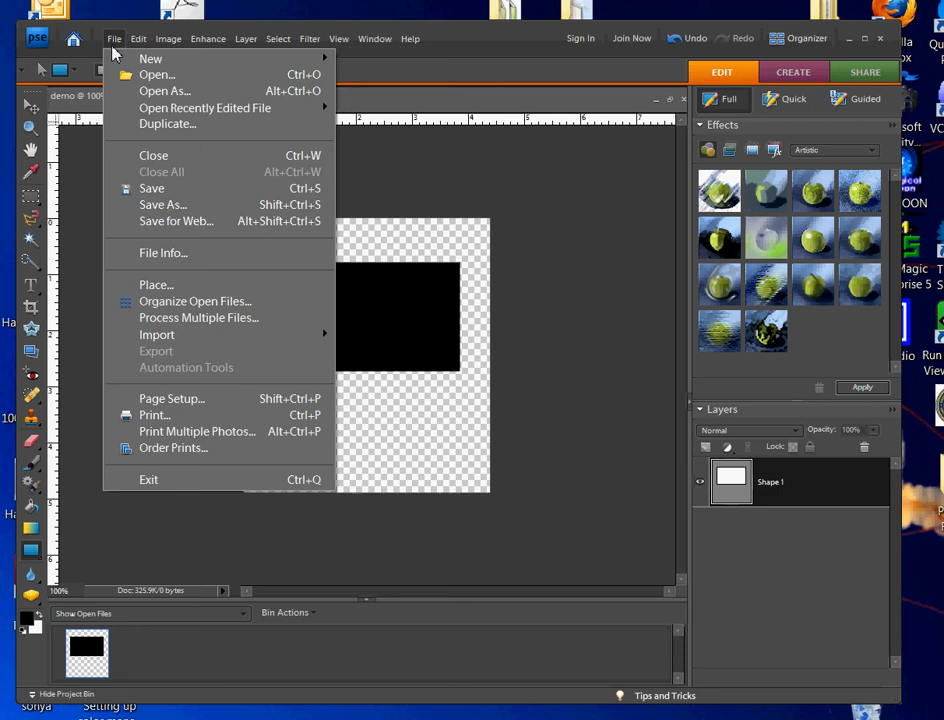 pse File Edit Image Enhance Layer Select Filter View Window Help Sign In Join Now Undo Redo Organizer
EDIT CREATE SHARE
demo @ 100%
Full Quick Guided
Effects
Artistic
New
Open... Ctrl+O
Open As... Alt+Ctrl+O
Open Recently Edited File
Duplicate...
Close Ctrl+W
Close All Alt+Ctrl+W
Save Ctrl+S
Save As... Shift+Ctrl+S
Save for Web... Alt+Shift+Ctrl+S
File Info...
Place...
Organize Open Files...
Process Multiple Files...
Import
Export
Automation Tools
Page Setup... Shift+Ctrl+P
Print... Ctrl+P
Print Multiple Photos... Alt+Ctrl+P
Order Prints...
Exit Ctrl+Q
Apply
Layers
Normal Opacity: 100%
Lock:
Shape 1
100% Doc: 325.9K/0 bytes
Show Open Files Bin Actions
Hide Project Bin
Tips and Tricks
sonya Setting up